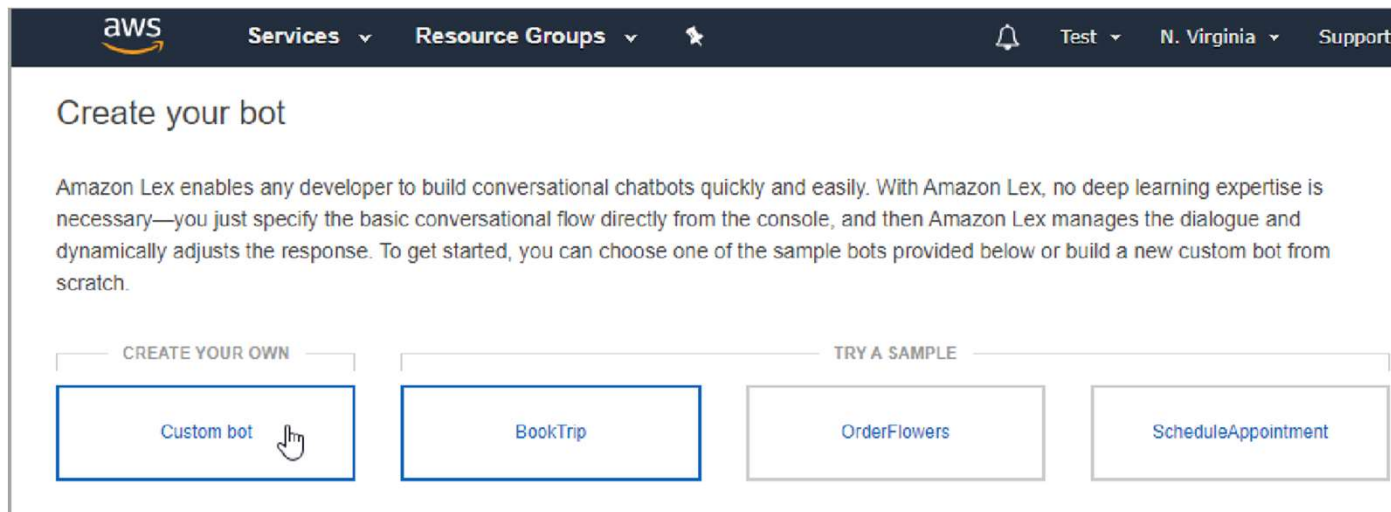 aws Services Resource Groups Test N. Virginia Support
Create your bot
Amazon Lex enables any developer to build conversational chatbots quickly and easily. With Amazon Lex, no deep learning expertise is
necessary—you just specify the basic conversational flow directly from the console, and then Amazon Lex manages the dialogue and
dynamically adjusts the response. To get started, you can choose one of the sample bots provided below or build a new custom bot from
scratch.
CREATE YOUR OWN TRY A SAMPLE
Custom bot BookTrip OrderFlowers ScheduleAppointment